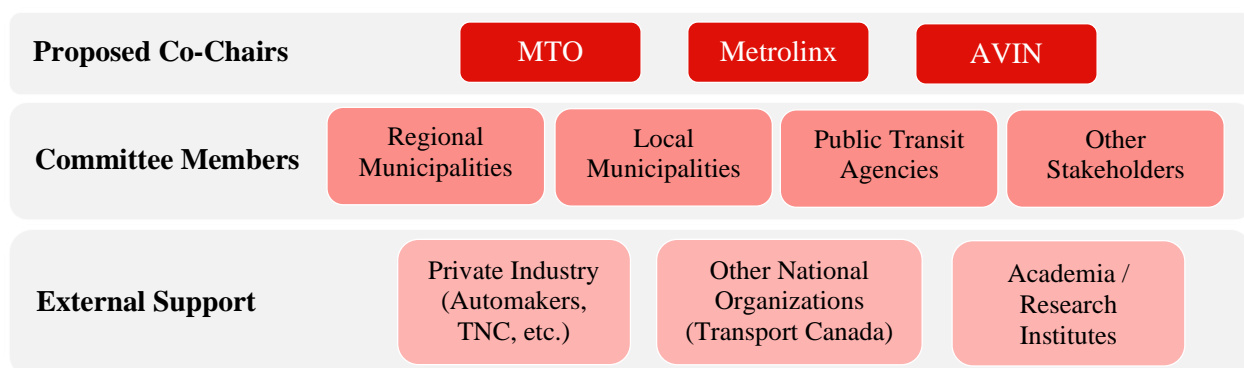 Proposed Co-Chairs
MTO
Metrolinx
AVIN
Committee Members
Regional
Municipalities
Local
Municipalities
Public Transit
Agencies
Other
Stakeholders
External Support
Private Industry
(Automakers,
TNC, etc.)
Other National
Organizations
(Transport Canada)
Academia /
Research
Institutes